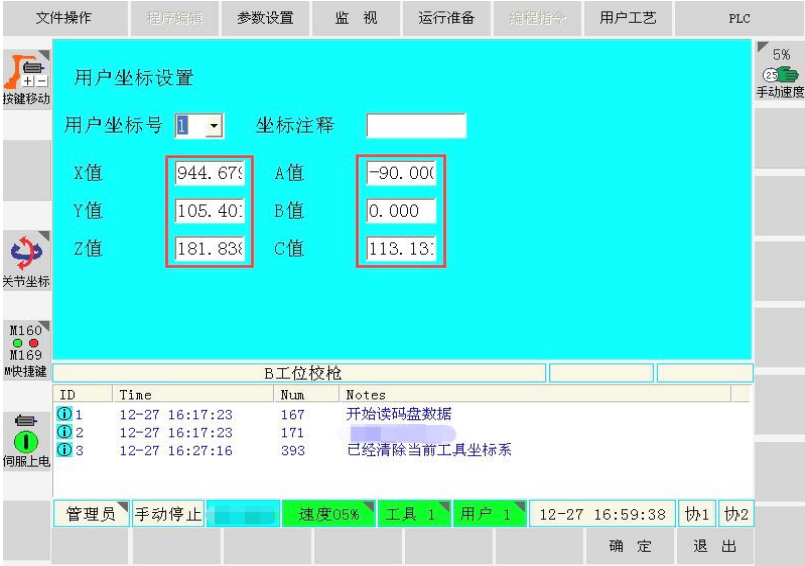 文件操作 程序编辑 参数设置 监 视 运行准备 编程指令 用户工艺 PLC
按键移动
5%
25
手动速度
用户坐标设置
用户坐标号 1 坐标注释
X值 944.679 A值 -90.000
Y值 105.401 B值 0.000
Z值 181.838 C值 113.131
关节坐标
M160
M169
M快捷键
B工位校枪
ID Time Num Notes
1 12-27 16:17:23 167 开始读码盘数据
2 12-27 16:17:23 171
3 12-27 16:27:16 393 已经清除当前工具坐标系
伺服上电
管理员 手动停止 速度05% 工具 1 用户 1 12-27 16:59:38 协1 协2
确 定 退 出